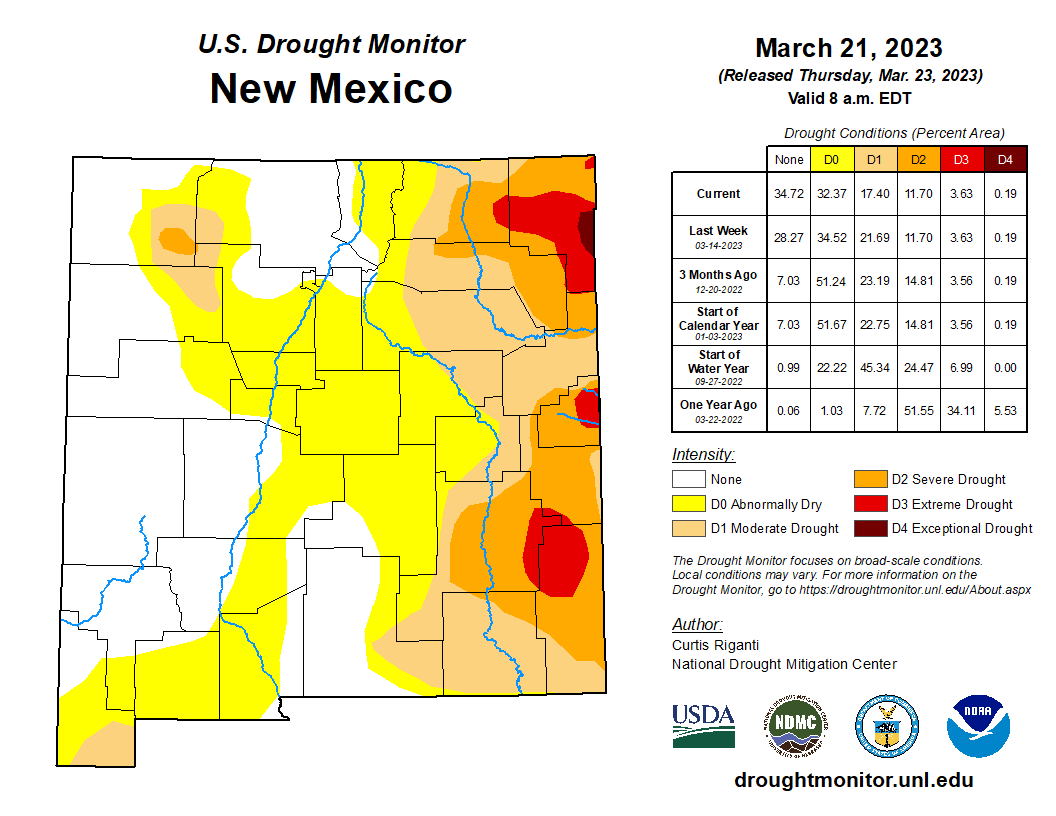 U.S. Drought Monitor
New Mexico
March 21, 2023
(Released Thursday, Mar. 23, 2023)
Valid 8 a.m. EDT
Drought Conditions (Percent Area)
None D0 D1 D2 D3 D4
Current 34.72 32.37 17.40 11.70 3.63 0.19
Last Week
03-14-2023
28.27 34.52 21.69 11.70 3.63 0.19
3 Months Ago
12-20-2022
7.03 51.24 23.19 14.81 3.56 0.19
Start of
Calendar Year
01-03-2023
7.03 51.67 22.75 14.81 3.56 0.19
Start of
Water Year
09-27-2022
0.99 22.22 45.34 24.47 6.99 0.00
One Year Ago
03-22-2022
0.06 1.03 7.72 51.55 34.11 5.53
Intensity:
None
D0 Abnormally Dry
D1 Moderate Drought
D2 Severe Drought
D3 Extreme Drought
D4 Exceptional Drought
The Drought Monitor focuses on broad-scale conditions.
Local conditions may vary. For more information on the
Drought Monitor, go to https://droughtmonitor.unl.edu/About.aspx
Author:
Curtis Riganti
National Drought Mitigation Center
USDA
NDMC
NOAA
droughtmonitor.unl.edu